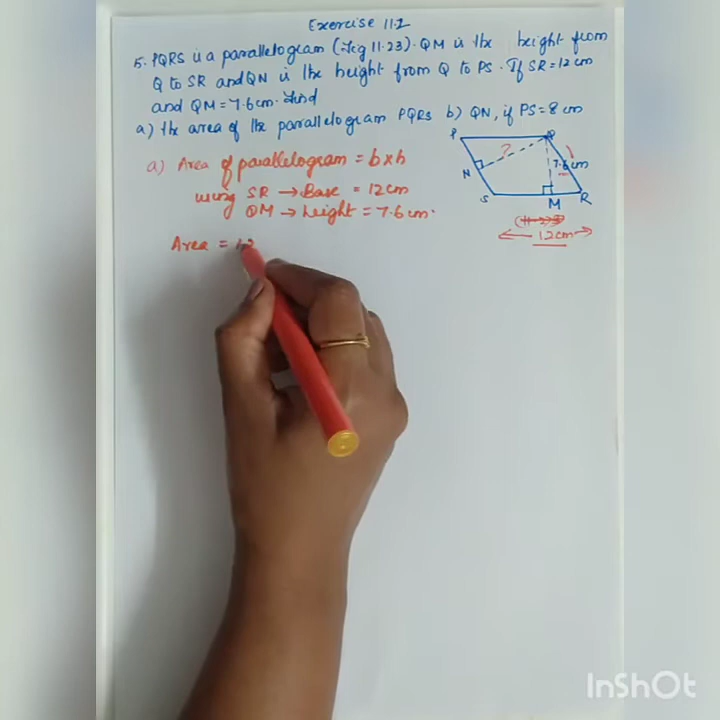 Exercise 11.2
5. PQRS is a parallelogram (Fig 11.23). QM is the height from
Q to SR and QN is the height from Q to PS. If SR = 12 cm
and QM = 7.6 cm. Find
a) the area of the parallelogram PQRS b) QN, if PS = 8 cm
P
?
N
7.6 cm
S
M
R
12 cm
a) Area of parallelogram = b x h
using SR → Base = 12 cm
QM → height = 7.6 cm.
Area = 12
InShOt